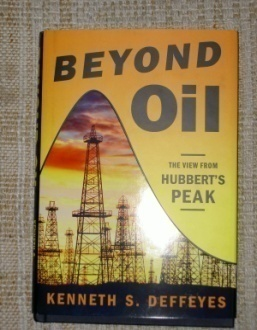 BEYOND
Oil
THE VIEW FROM
HUBBERT'S
PEAK
KENNETH S. DEFFEYES